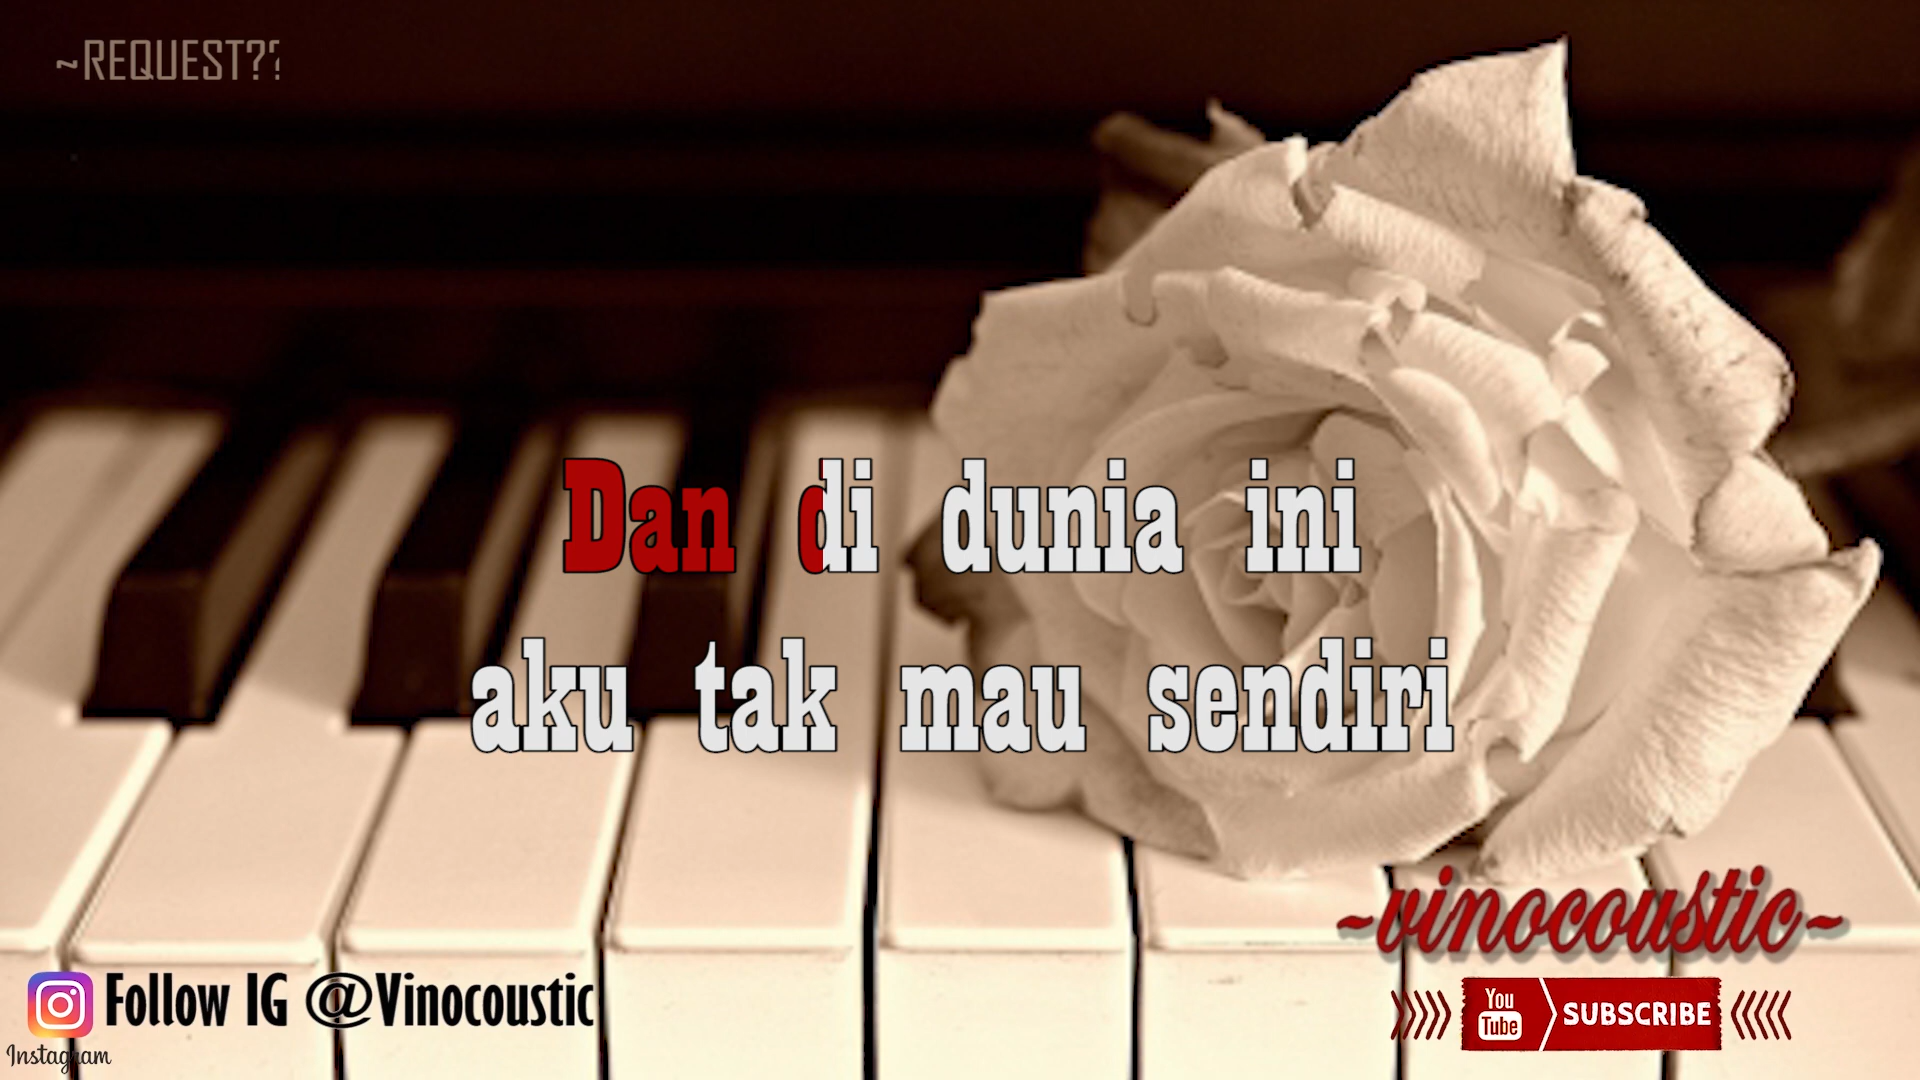 ~REQUEST??
Dan di dunia ini
aku tak mau sendiri
~vinocoustic~
Follow IG @Vinocoustic
You
Tube
SUBSCRIBE
Instagram